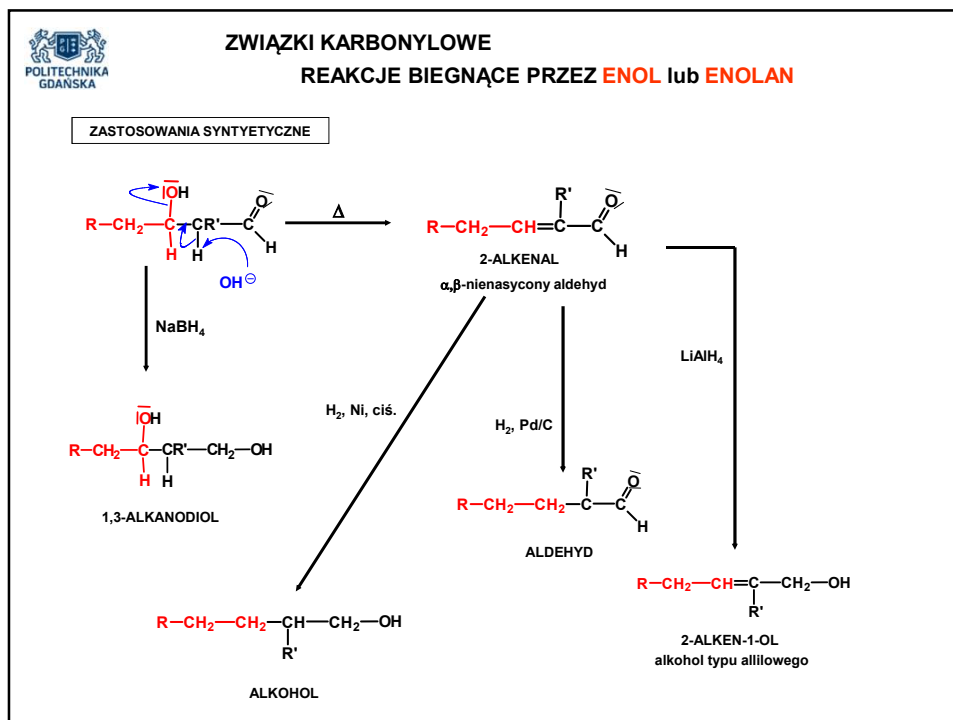 POLITECHNIKA
GDAŃSKA
ZWIĄZKI KARBONYLOWE
REAKCJE BIEGNĄCE PRZEZ ENOL lub ENOLAN
ZASTOSOWANIA SYNTYETYCZNE
OH
O
R—CH₂—C—CR'—C
H
H
H
OH⊖
Δ
R'
O
R—CH₂—CH=C—C
H
2-ALKENAL
α,β-nienasycony aldehyd
NaBH₄
LiAlH₄
H₂, Ni, ciś.
H₂, Pd/C
OH
R—CH₂—C—CR'—CH₂—OH
H
H
1,3-ALKANODIOL
R'
O
R—CH₂—CH₂—C—C
H
ALDEHYD
R—CH₂—CH=C—CH₂—OH
R'
2-ALKEN-1-OL
alkohol typu allilowego
R—CH₂—CH₂—CH—CH₂—OH
R'
ALKOHOL